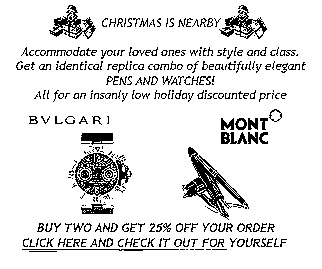 CHRISTMAS IS NEARBY
Accommodate your loved ones with style and class.
Get an identical replica combo of beautifully elegant
PENS AND WATCHES!
All for an insanly low holiday discounted price
BVLGARI
MONT
BLANC
BUY TWO AND GET 25% OFF YOUR ORDER
CLICK HERE AND CHECK IT OUT FOR YOURSELF